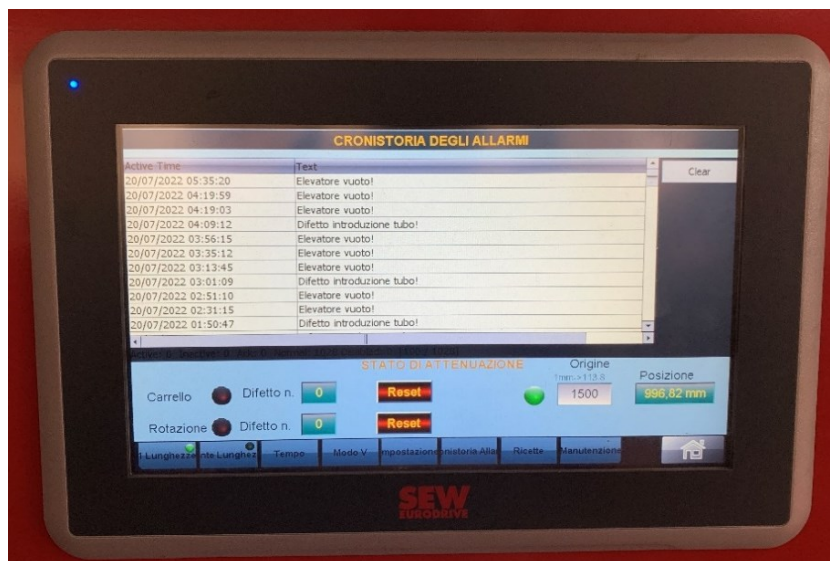 CRONISTORIA DEGLI ALLARMI
Active Time Text
Clear
20/07/2022 05:35:20 Elevatore vuoto!
20/07/2022 04:19:59 Elevatore vuoto!
20/07/2022 04:19:03 Elevatore vuoto!
20/07/2022 04:09:12 Difetto introduzione tubo!
20/07/2022 03:56:15 Elevatore vuoto!
20/07/2022 03:35:12 Elevatore vuoto!
20/07/2022 03:13:45 Elevatore vuoto!
20/07/2022 03:01:09 Difetto introduzione tubo!
20/07/2022 02:51:10 Elevatore vuoto!
20/07/2022 02:31:15 Elevatore vuoto!
20/07/2022 01:50:47 Difetto introduzione tubo!
STATO DI ATTENUAZIONE
Origine
Posizione
Carrello Difetto n. 0 Reset 1500 996,82 mm
Rotazione Difetto n. 0 Reset
Lunghezza nte Lunghez Tempo Modo V mpostazione onistoria Allar Ricette Manutenzione
SEW
EURODRIVE